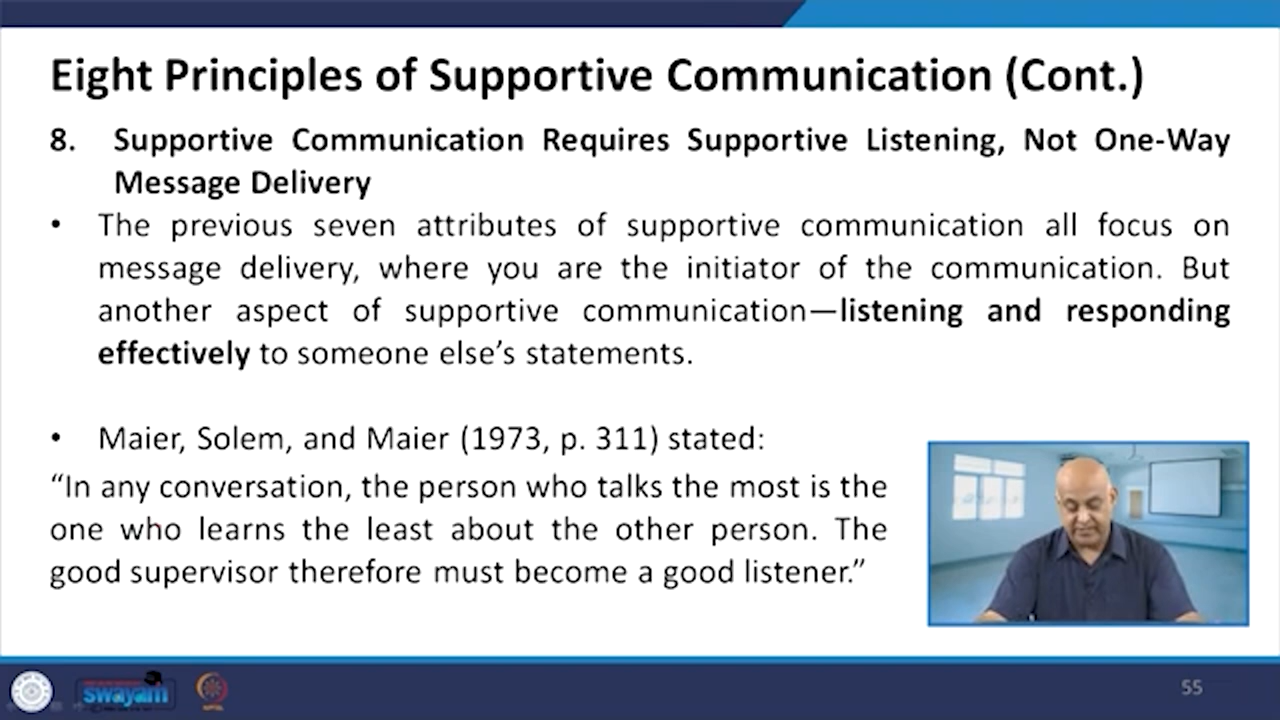 Eight Principles of Supportive Communication (Cont.)
8. Supportive Communication Requires Supportive Listening, Not One-Way
Message Delivery
• The previous seven attributes of supportive communication all focus on
message delivery, where you are the initiator of the communication. But
another aspect of supportive communication—listening and responding
effectively to someone else’s statements.
• Maier, Solem, and Maier (1973, p. 311) stated:
“In any conversation, the person who talks the most is the
one who learns the least about the other person. The
good supervisor therefore must become a good listener.”
swayam
55